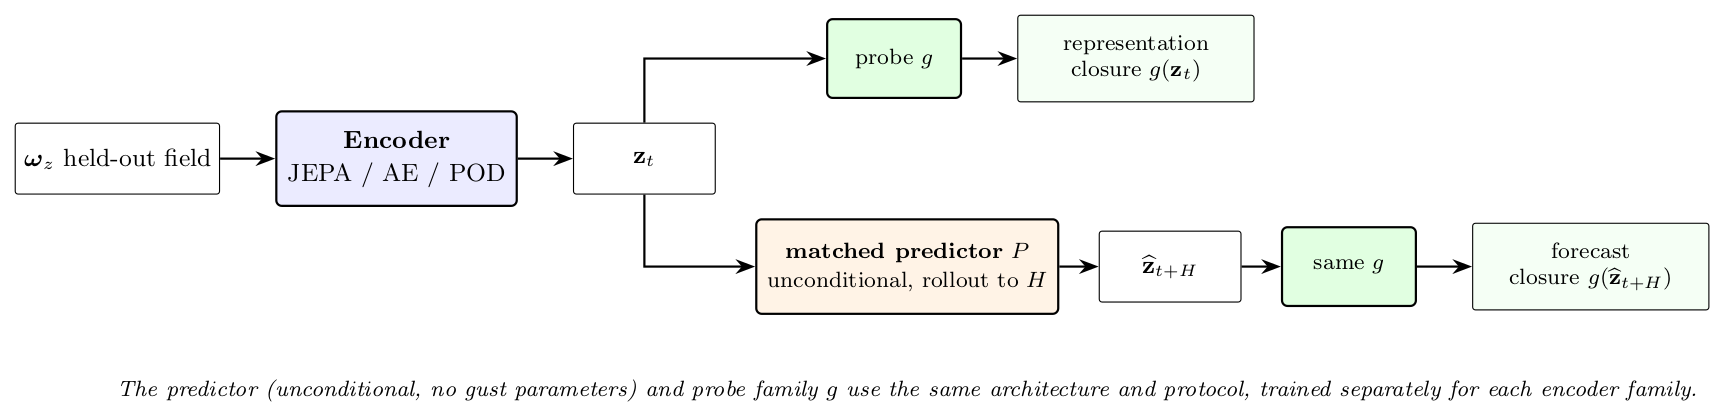 ω_z held-out field
Encoder
JEPA / AE / POD
z_t
probe g
representation
closure g(z_t)
matched predictor P
unconditional, rollout to H
ẑ_{t+H}
same g
forecast
closure g(ẑ_{t+H})
The predictor (unconditional, no gust parameters) and probe family g use the same architecture and protocol, trained separately for each encoder family.